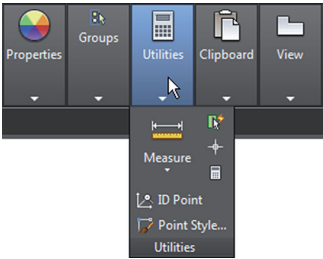 Properties
Groups
Utilities
Clipboard
View
Measure
ID Point
Point Style...
Utilities